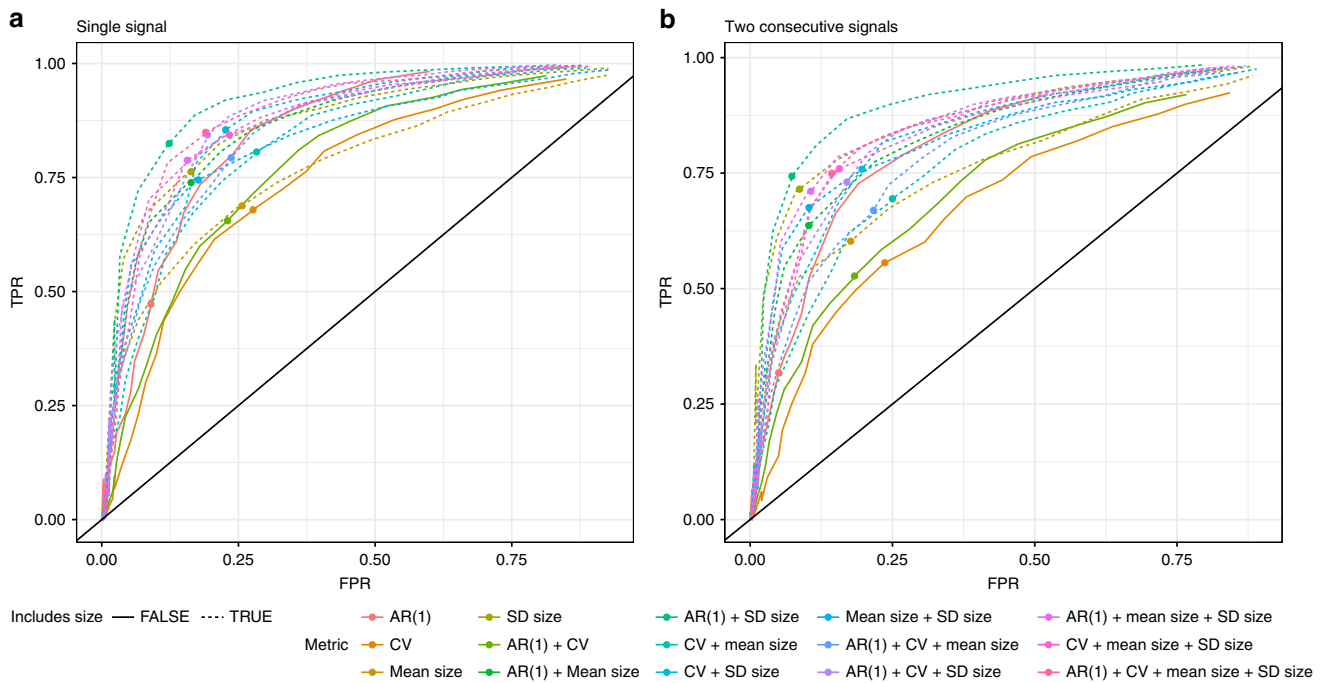 a
Single signal
1.00
0.75
0.50
0.25
0.00
TPR
0.00 0.25 0.50 0.75
FPR
b
Two consecutive signals
1.00
0.75
0.50
0.25
0.00
TPR
0.00 0.25 0.50 0.75
FPR
Includes size FALSE TRUE
Metric
AR(1)
CV
Mean size
SD size
AR(1) + CV
AR(1) + Mean size
AR(1) + SD size
CV + mean size
CV + SD size
Mean size + SD size
AR(1) + CV + mean size
AR(1) + CV + SD size
AR(1) + mean size + SD size
CV + mean size + SD size
AR(1) + CV + mean size + SD size